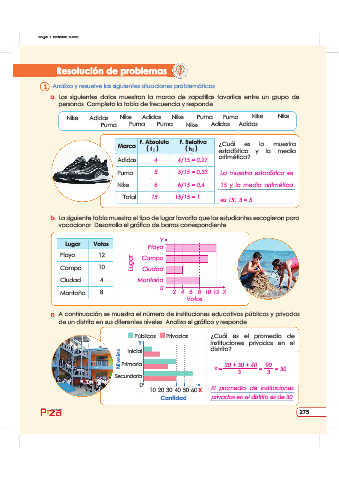 Resolución de problemas
1 Analiza y resuelve las siguientes situaciones problemáticas
a Los siguientes datos muestran la marca de zapatillas favoritas entre un grupo de
personas. Completa la tabla de frecuencia y responde
Nike Adidas Nike Adidas Nike Puma Puma Nike Nike
Puma Puma Puma Nike Adidas Adidas
Marca f. Absoluta ( fᵢ ) f. Relativa ( hᵢ )
Adidas 4 4/15 = 0,27
Puma 5 5/15 = 0,33
Nike 6 6/15 = 0,4
Total 15 15/15 = 1
¿Cuál es la muestra
estadística y la media
aritmética?
La muestra estadística es
15 y la media aritmética
es 15: 3 = 5
b La siguiente tabla muestra el tipo de lugar favorito que los estudiantes escogieron para
vacacionar. Desarrolla el gráfico de barras correspondiente
Lugar Votos
Playa 12
Campo 10
Ciudad 4
Montaña 8
Y
Lugar
Playa
Campo
Ciudad
Montaña
0
2 4 6 8 10 12 X
Votos
A continuación se muestra el número de instituciones educativas públicas y privadas
de un distrito en sus diferentes niveles. Analiza el gráfico y responde
Públicas Privadas
Y
Niveles
Inicial
Primaria
Secundaria
0
10 20 30 40 50 60 X
Cantidad
¿Cuál es el promedio de
instituciones privadas en el
distrito?
x = 20 + 30 + 40 / 3 = 90 / 3 = 30
El promedio de instituciones
privadas en el distrito es de 30
275